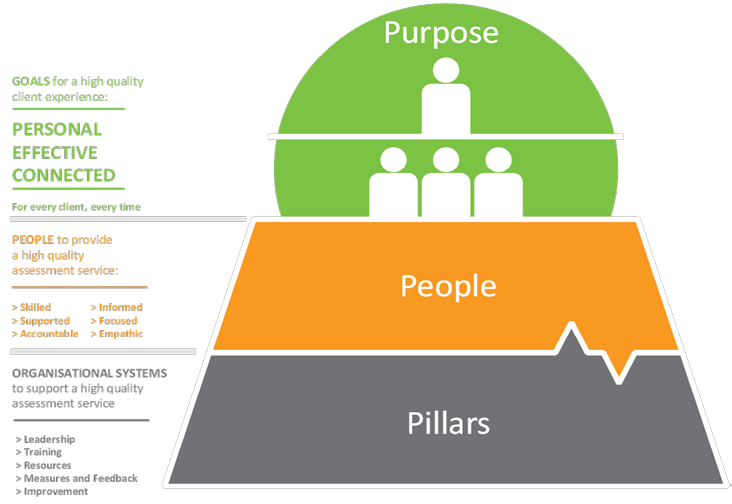 Purpose
GOALS for a high quality
client experience:
PERSONAL
EFFECTIVE
CONNECTED
For every client, every time
PEOPLE to provide
a high quality
assessment service:
> Skilled
> Supported
> Accountable
> Informed
> Focused
> Empathic
People
ORGANISATIONAL SYSTEMS
to support a high quality
assessment service
> Leadership
> Training
> Resources
> Measures and Feedback
> Improvement
Pillars